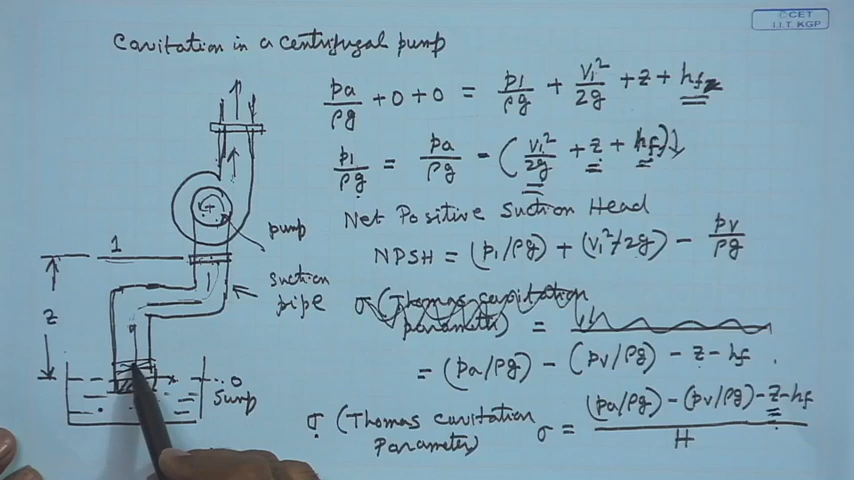 © CET
I.I.T. KGP
Cavitation in a centrifugal pump
pa/ρg + 0 + 0 = p1/ρg + V1²/2g + z + hf
p1/ρg = pa/ρg - (V1²/2g + z + hf)↓
Net Positive Suction Head
NPSH = (p1/ρg) + (V1²/2g) - pv/ρg
= (pa/ρg) - (pv/ρg) - z - hf
σ (Thomas cavitation
parameter) σ = (pa/ρg) - (pv/ρg) - z - hf / H
1
pump
suction
pipe
z
0
Sump